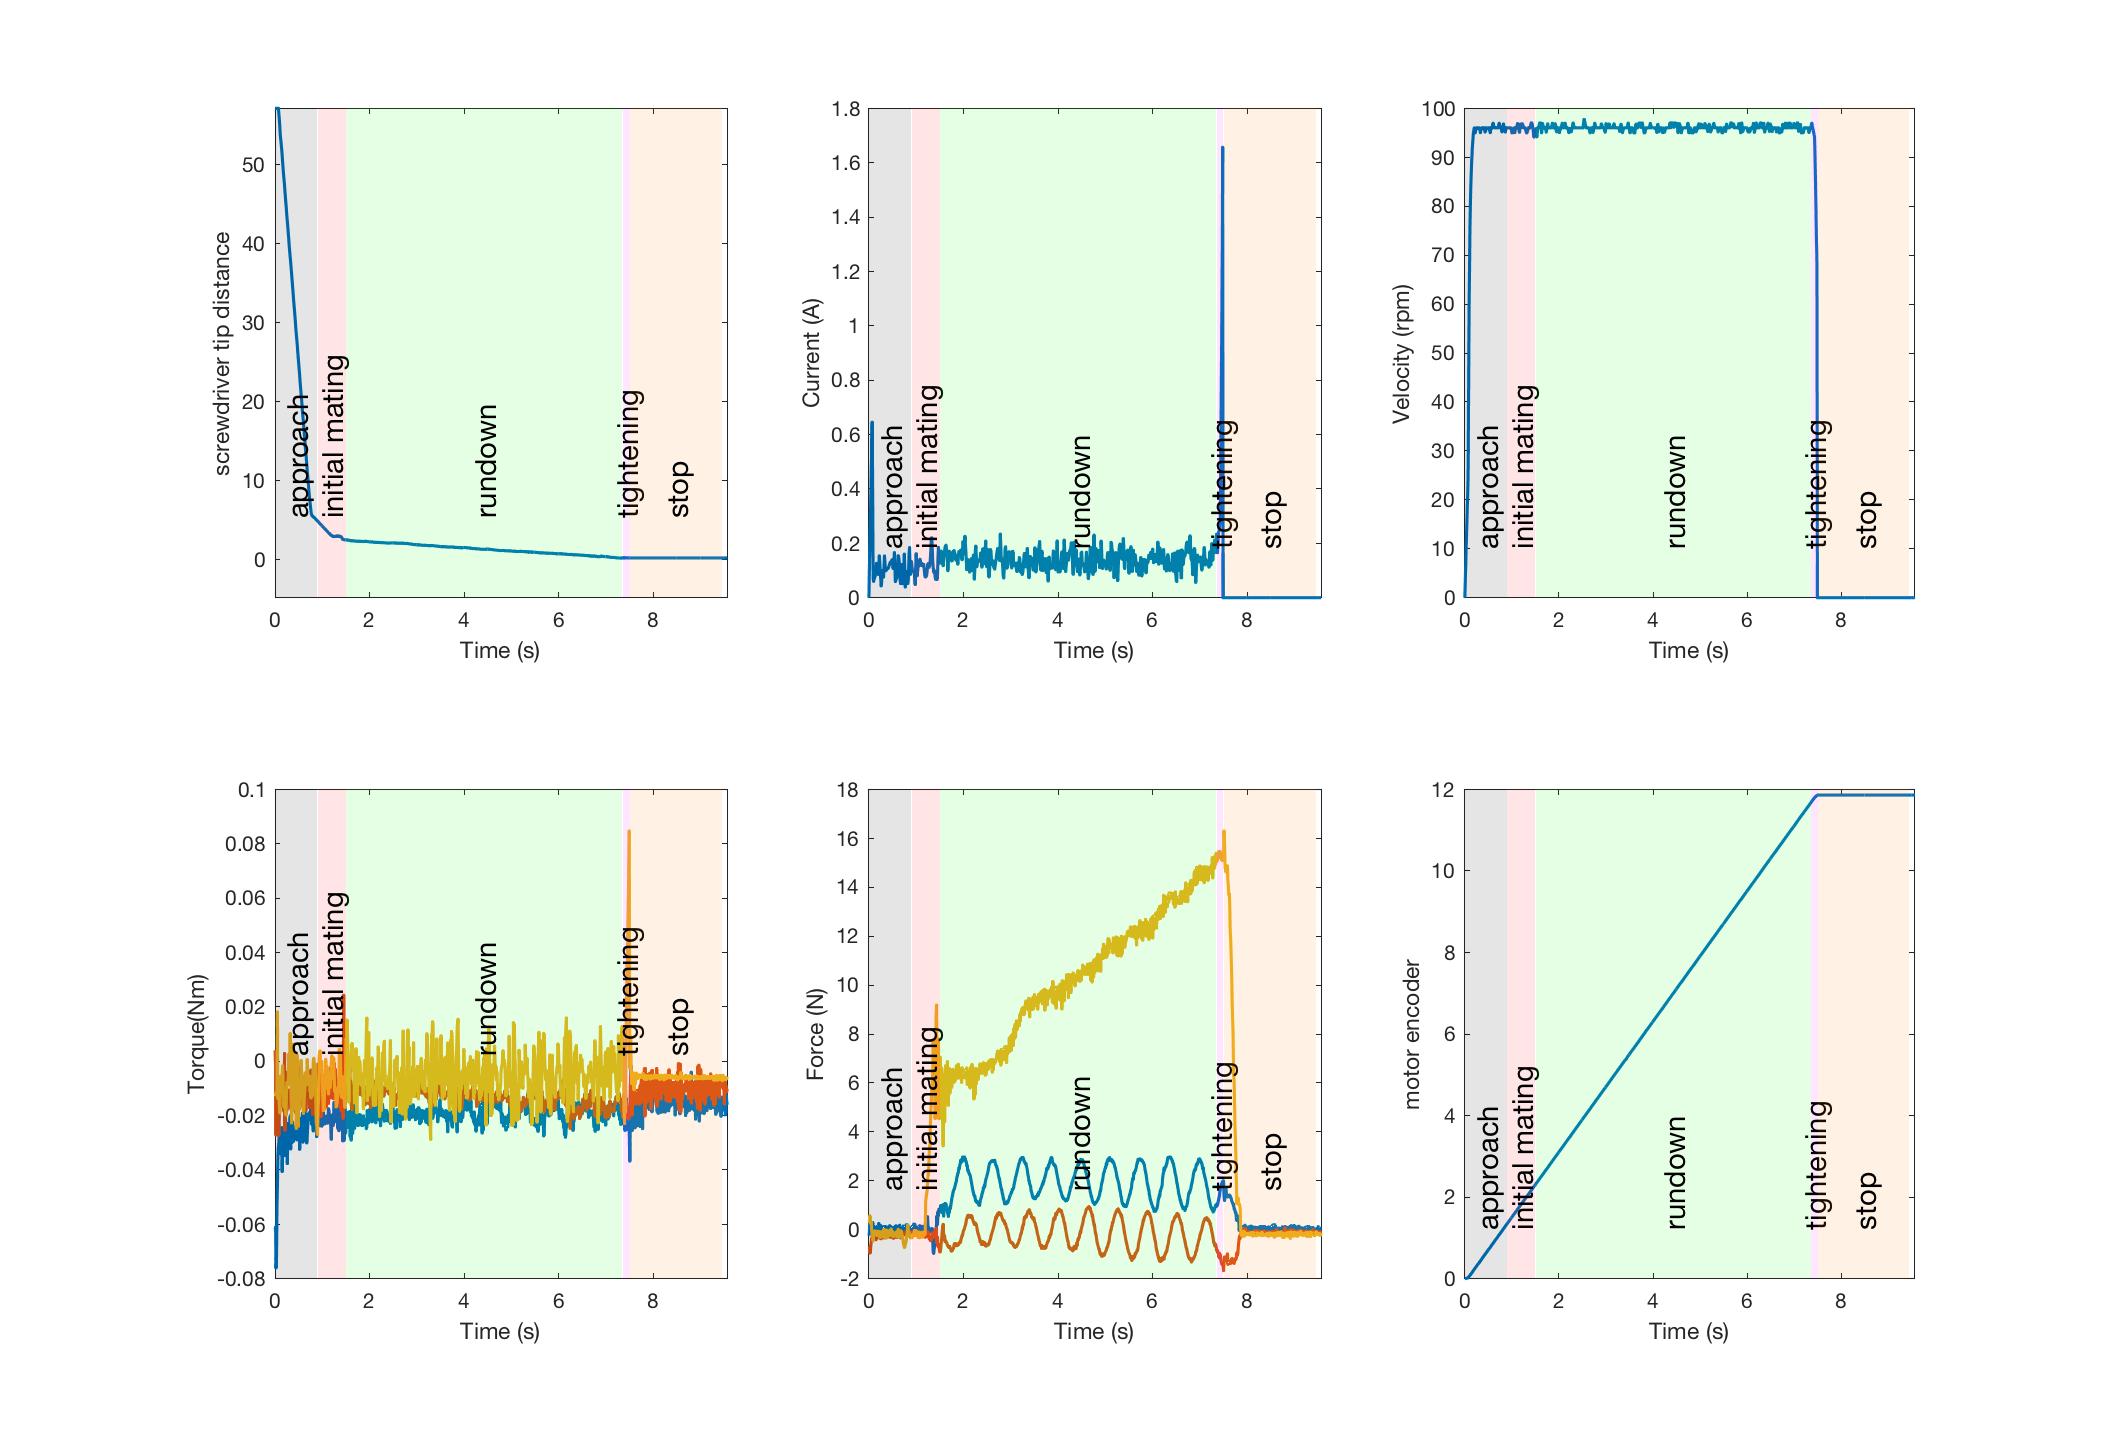 screwdriver tip distance
50
40
30
20
10
0
approach
initial mating
rundown
tightening
stop
0 2 4 6 8
Time (s)
Current (A)
1.8
1.6
1.4
1.2
1
0.8
0.6
0.4
0.2
0
approach
initial mating
rundown
tightening
stop
0 2 4 6 8
Time (s)
Velocity (rpm)
100
90
80
70
60
50
40
30
20
10
0
approach
initial mating
rundown
tightening
stop
0 2 4 6 8
Time (s)
Torque(Nm)
0.1
0.08
0.06
0.04
0.02
0
-0.02
-0.04
-0.06
-0.08
approach
initial mating
rundown
tightening
stop
0 2 4 6 8
Time (s)
Force (N)
18
16
14
12
10
8
6
4
2
0
-2
approach
initial mating
rundown
tightening
stop
0 2 4 6 8
Time (s)
motor encoder
12
10
8
6
4
2
0
approach
initial mating
rundown
tightening
stop
0 2 4 6 8
Time (s)